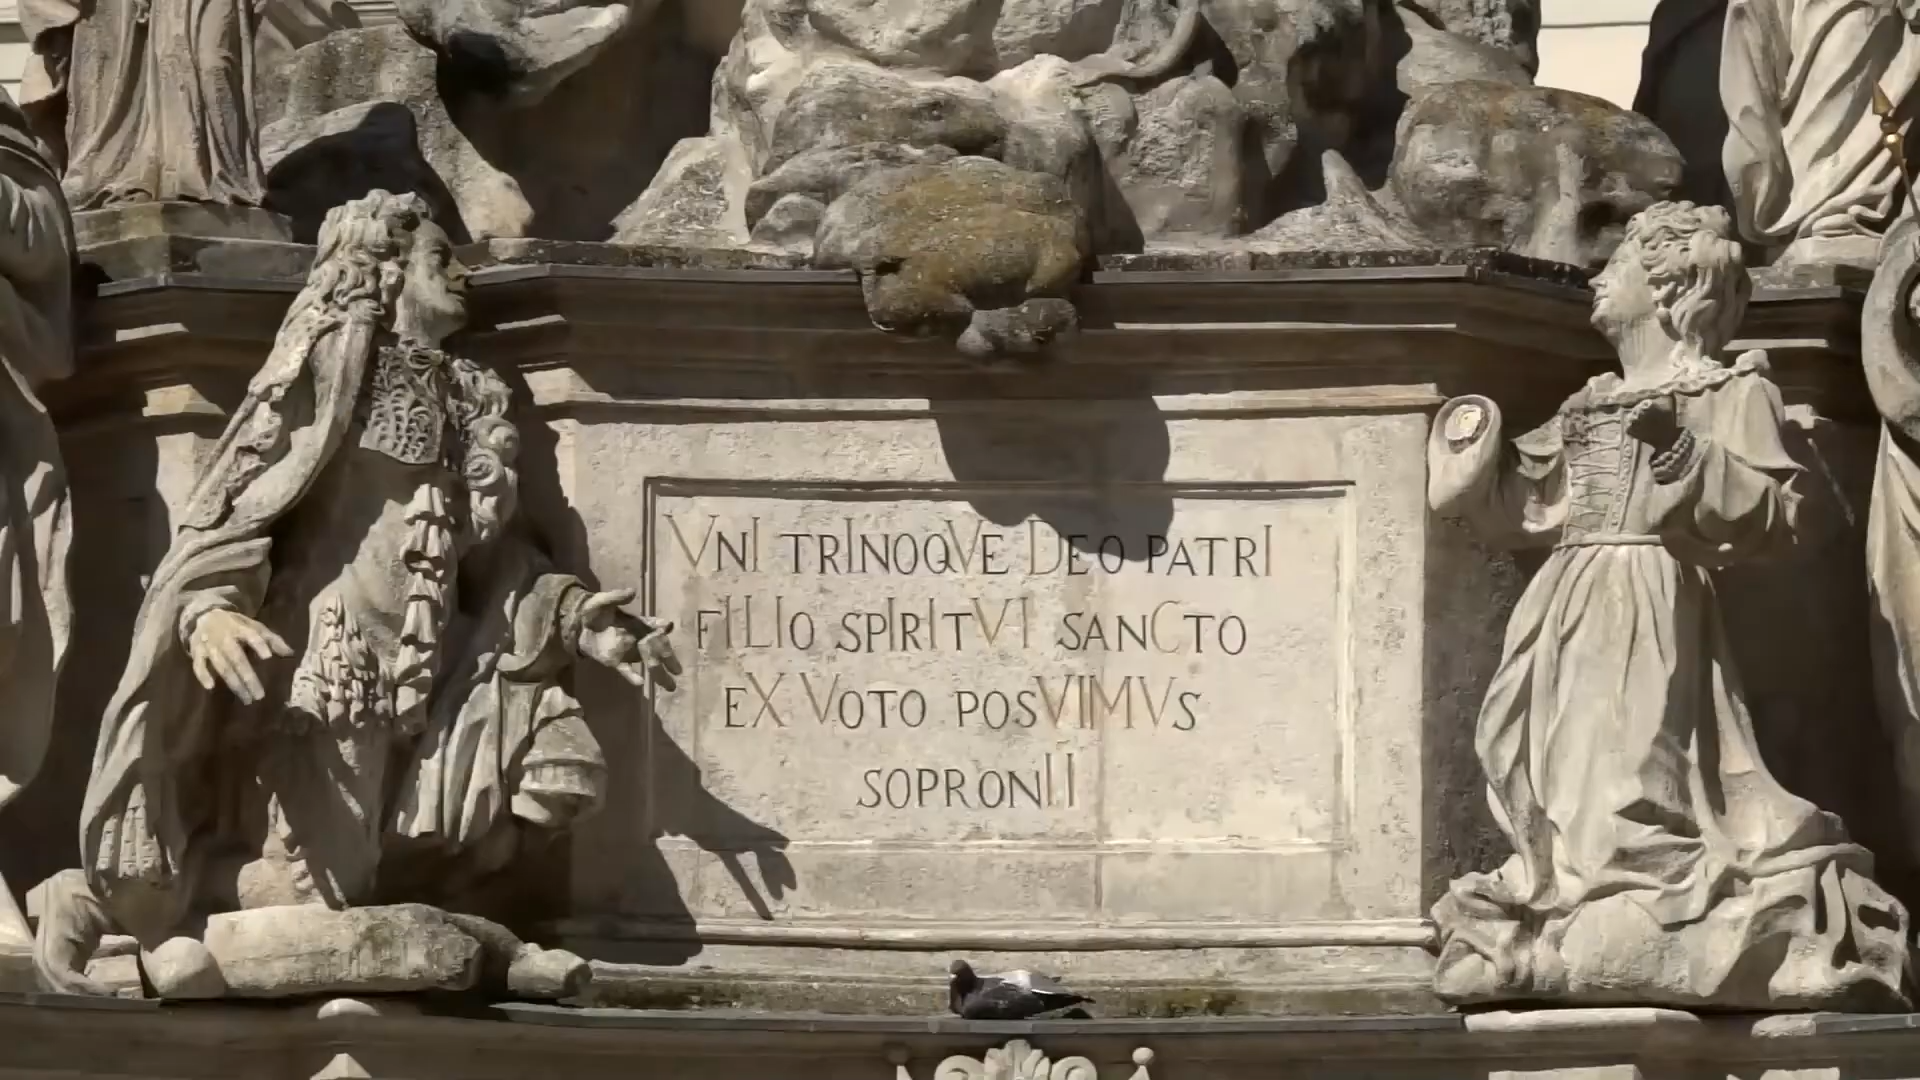 VNI TRINOQVE DEO PATRI
FILIO SPIRITVI SANCTO
EX VOTO POSVIMVS
SOPRONII